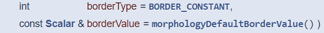 int borderType = BORDER_CONSTANT,
const Scalar & borderValue = morphologyDefaultBorderValue() )